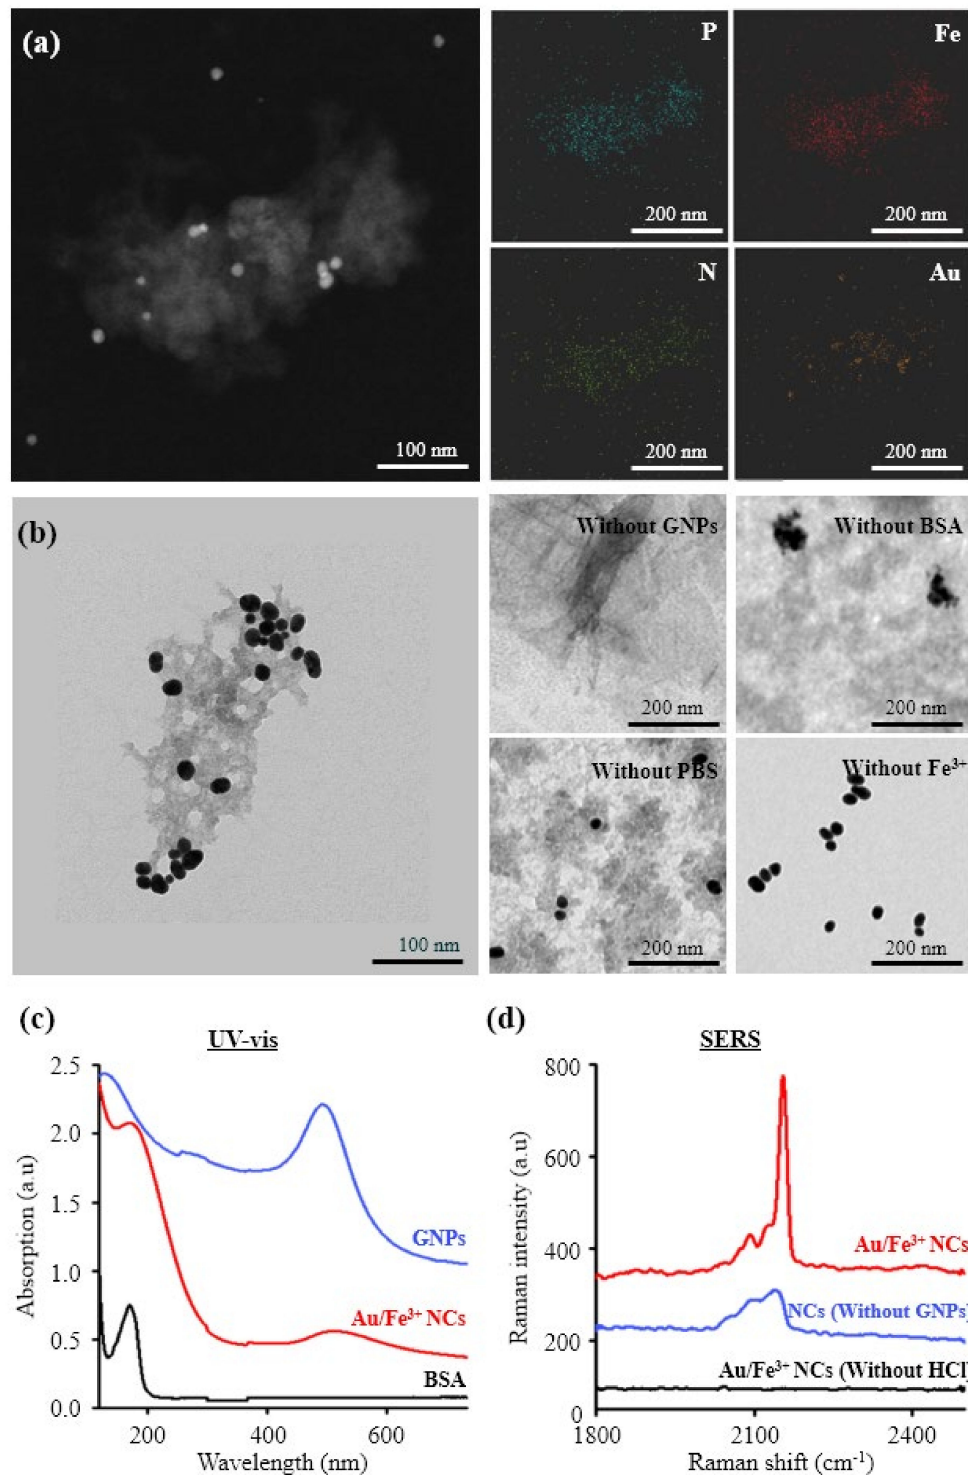 (a)
P
Fe
200 nm
200 nm
N
Au
100 nm
200 nm
200 nm
(b)
Without GNPs
Without BSA
200 nm
200 nm
Without PBS
Without Fe³⁺
100 nm
200 nm
200 nm
(c)
UV-vis
2.5
2.0
1.5
1.0
0.5
0.0
Absorption (a.u)
GNPs
Au/Fe³⁺ NCs
BSA
200
400
600
Wavelength (nm)
(d)
SERS
800
600
400
200
0
Raman intensity (a.u)
Au/Fe³⁺ NCs
NCs (Without GNPs)
Au/Fe³⁺ NCs (Without HCl)
1800
2100
2400
Raman shift (cm⁻¹)